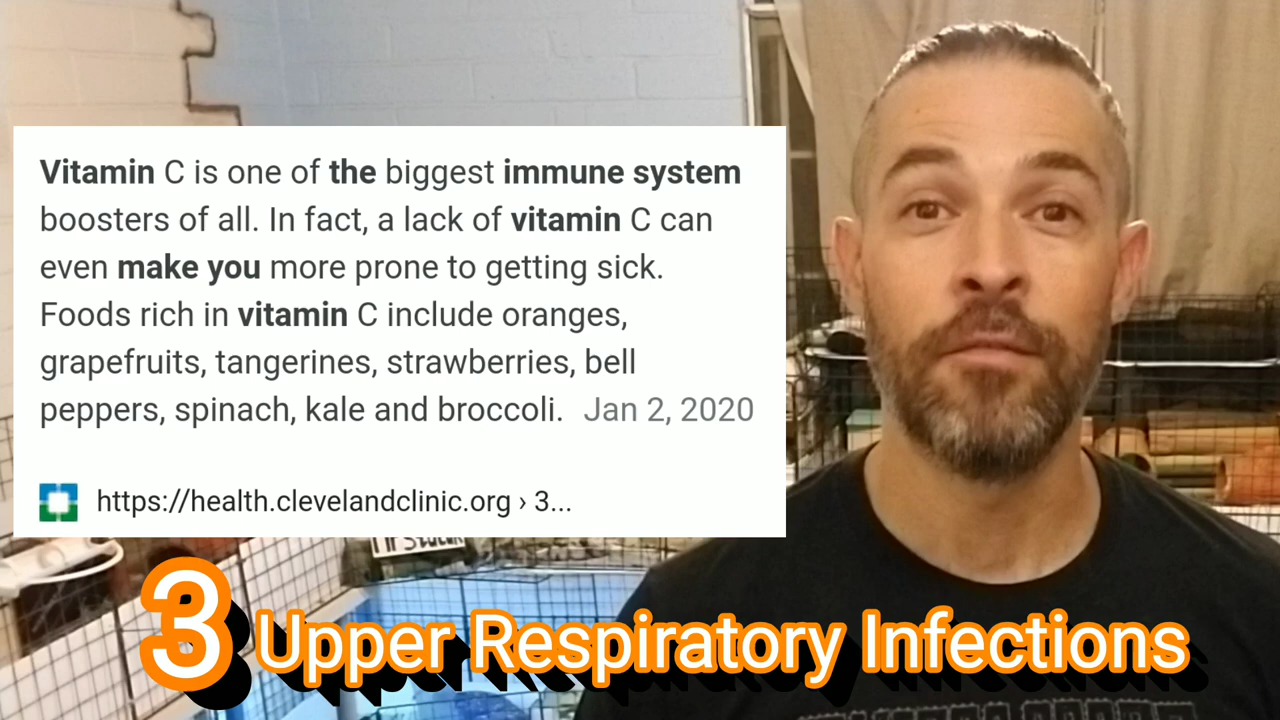 Vitamin C is one of the biggest immune system
boosters of all. In fact, a lack of vitamin C can
even make you more prone to getting sick.
Foods rich in vitamin C include oranges,
grapefruits, tangerines, strawberries, bell
peppers, spinach, kale and broccoli. Jan 2, 2020
https://health.clevelandclinic.org › 3...
3 Upper Respiratory Infections